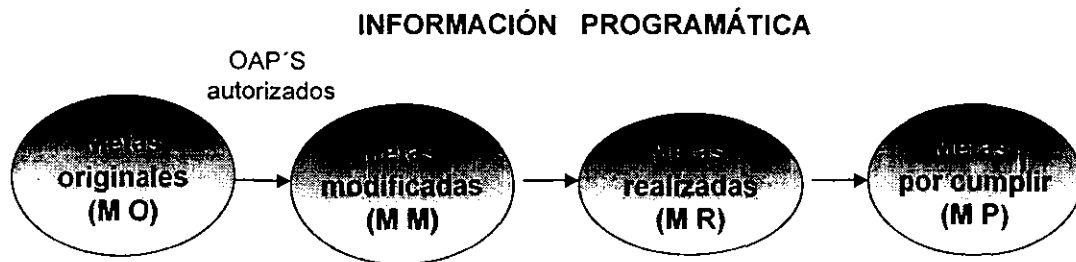 INFORMACIÓN PROGRAMÁTICA
OAP´S
autorizados
Metas
originales
(M O)
Metas
modificadas
(M M)
Metas
realizadas
(M R)
Metas
por cumplir
(M P)